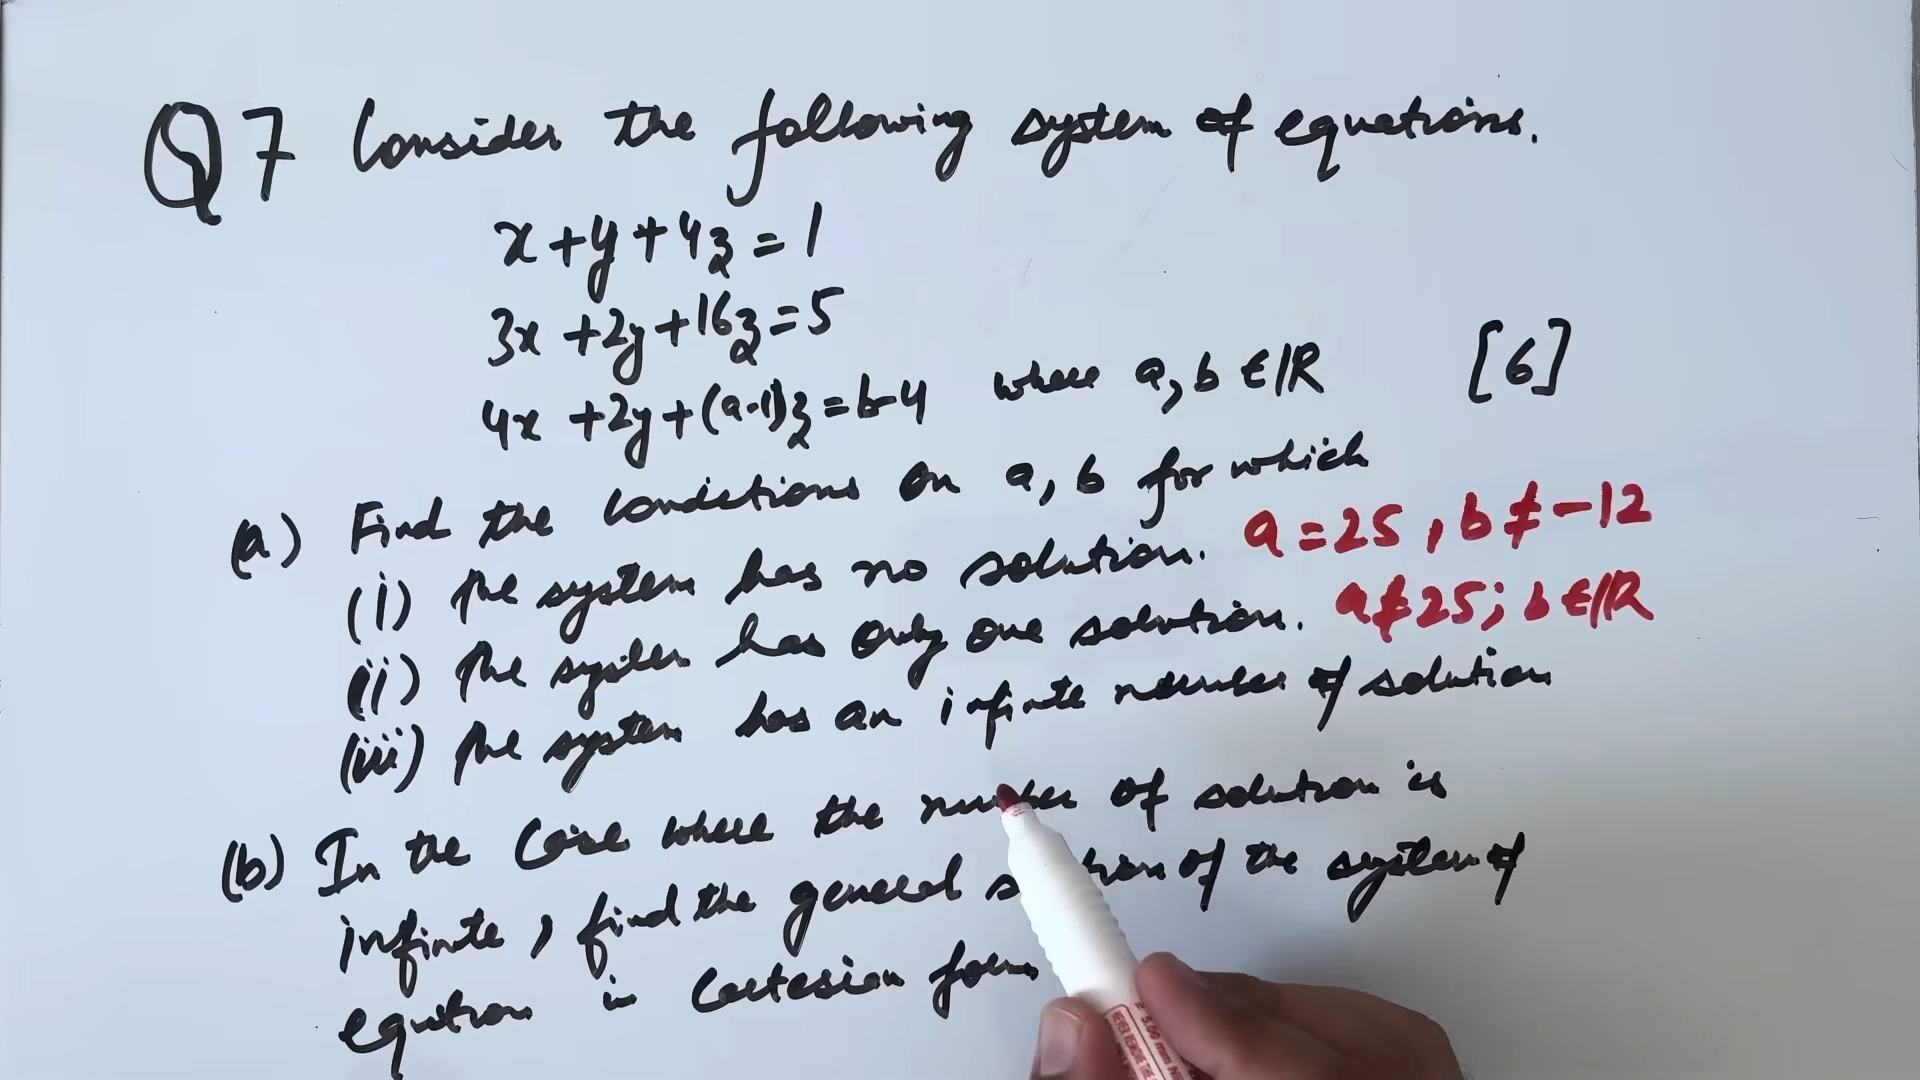 Q7 Consider the following system of equations.
x + y + 4z = 1
3x + 2y + 16z = 5
4x + 2y + (a-1)z = b-4 where a, b ∈ ℝ [6]
(a) Find the conditions on a, b for which
(i) The system has no solution. a = 25, b ≠ -12
(ii) The system has only one solution. a ≠ 25; b ∈ ℝ
(iii) The system has an infinite number of solution
(b) In the case where the number of solution is
infinite, find the general of the system of
equtron in Cartesian form